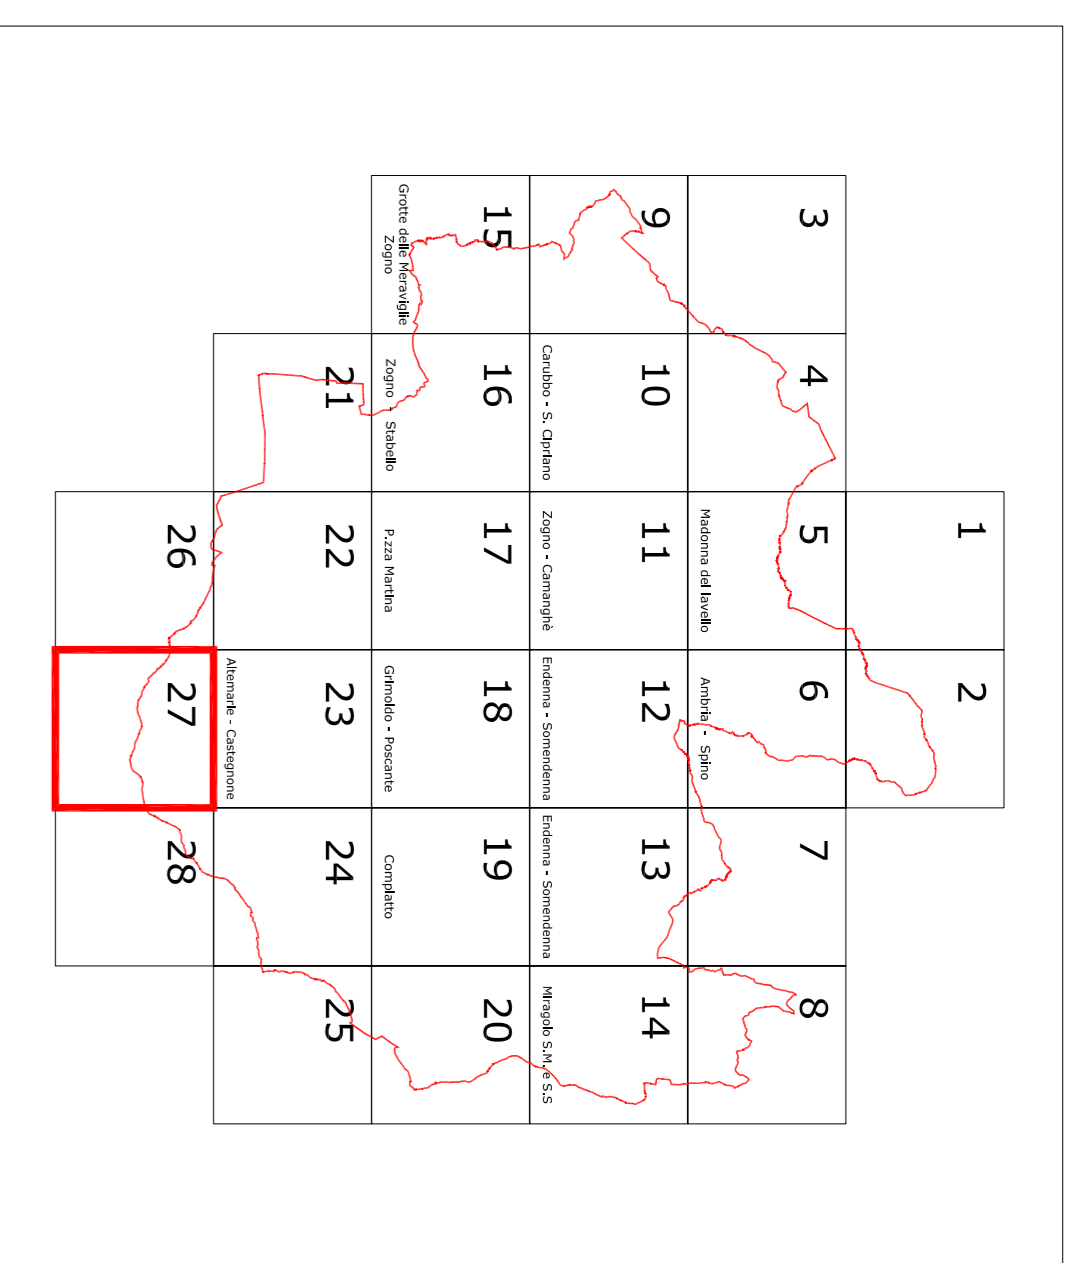 1
2
3
4
5
Madonna del lavello
6
Ambria - Spino
7
8
9
10
Carubbo - S. Cipriano
11
Zogno - Camanghè
12
Endenna - Somendenna
13
Endenna - Somendenna
14
Miragolo S.M. e S.S
15
Grotte delle Meraviglie
Zogno
16
Zogno - Stabello
17
P.zza Martina
18
Grimoldo - Poscante
19
Complatto
20
21
22
23
Altemarie - Castegnone
24
25
26
27
28